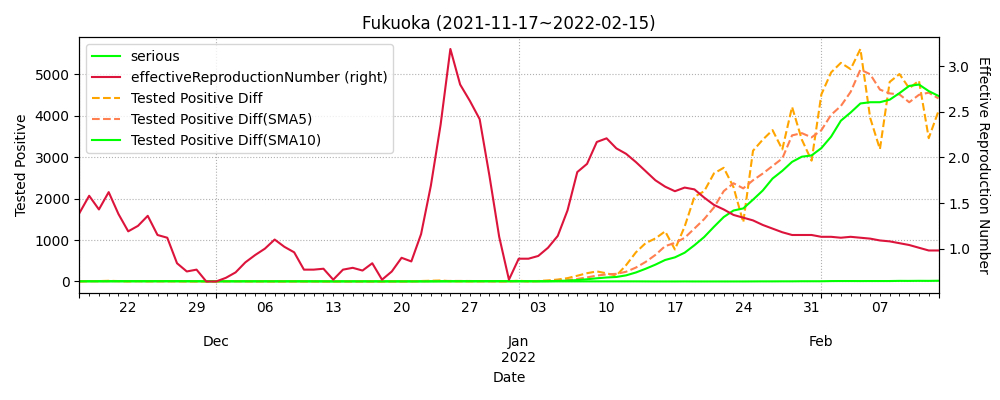 Fukuoka (2021-11-17~2022-02-15)
serious
effectiveReproductionNumber (right)
Tested Positive Diff
Tested Positive Diff(SMA5)
Tested Positive Diff(SMA10)
Tested Positive
5000
4000
3000
2000
1000
0
3.0
2.5
2.0
1.5
1.0
Effective Reproduction Number
22 29 06 13 20 27 03 10 17 24 31 07
Dec Jan Feb
2022
Date